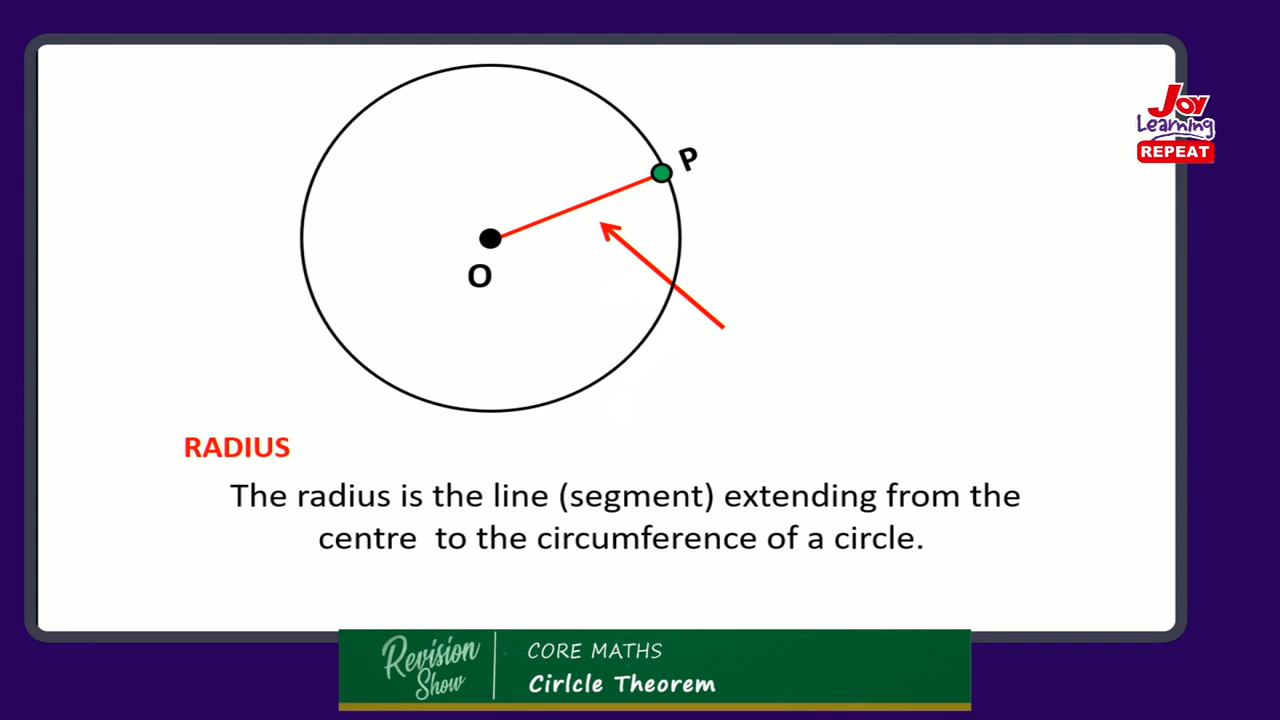 Joy
Learning
REPEAT
P
O
RADIUS
The radius is the line (segment) extending from the
centre to the circumference of a circle.
Revision
Show
CORE MATHS
Cirlcle Theorem